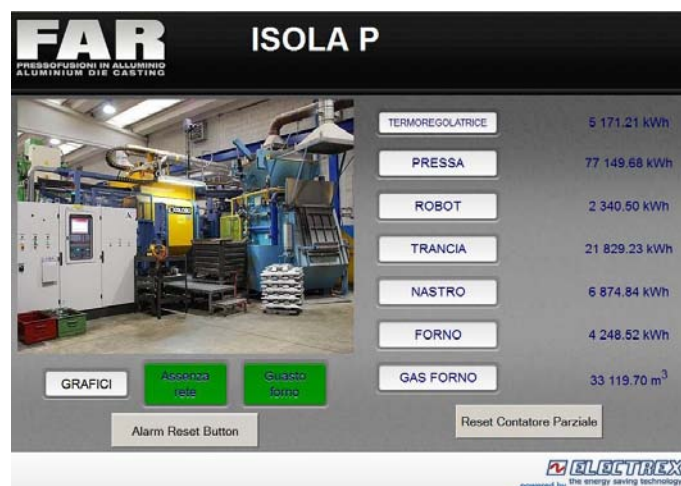 FAR
ISOLA P
PRESSOFUSIONI IN ALLUMINIO
ALUMINIUM DIE CASTING
TERMOREGOLATRICE 5 171.21 kWh
PRESSA 77 149.68 kWh
ROBOT 2 340.50 kWh
TRANCIA 21 829.23 kWh
NASTRO 6 874.84 kWh
FORNO 4 248.52 kWh
GAS FORNO 33 119.70 m³
GRAFICI
Assenza
rete
Guasto
forno
Alarm Reset Button
Reset Contatore Parziale
ELECTREX
powered by the energy saving technology